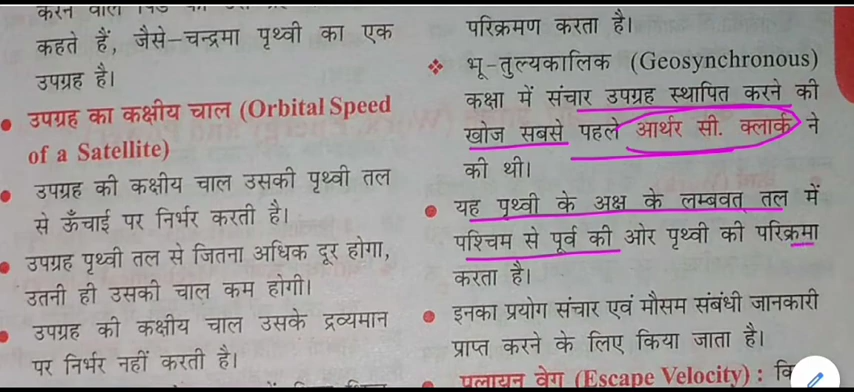 करने वाले पिंड को उस
कहते हैं, जैसे–चन्द्रमा पृथ्वी का एक
उपग्रह है।
• उपग्रह का कक्षीय चाल (Orbital Speed
of a Satellite)
• उपग्रह की कक्षीय चाल उसकी पृथ्वी तल
से ऊँचाई पर निर्भर करती है।
• उपग्रह पृथ्वी तल से जितना अधिक दूर होगा,
उतनी ही उसकी चाल कम होगी।
• उपग्रह की कक्षीय चाल उसके द्रव्यमान
पर निर्भर नहीं करती है।
परिक्रमण करता है।
❖ भू-तुल्यकालिक (Geosynchronous)
कक्षा में संचार उपग्रह स्थापित करने की
खोज सबसे पहले आर्थर सी. क्लार्क ने
की थी।
• यह पृथ्वी के अक्ष के लम्बवत् तल में
पश्चिम से पूर्व की ओर पृथ्वी की परिक्रमा
करता है।
• इनका प्रयोग संचार एवं मौसम संबंधी जानकारी
प्राप्त करने के लिए किया जाता है।
• पलायन वेग (Escape Velocity) :